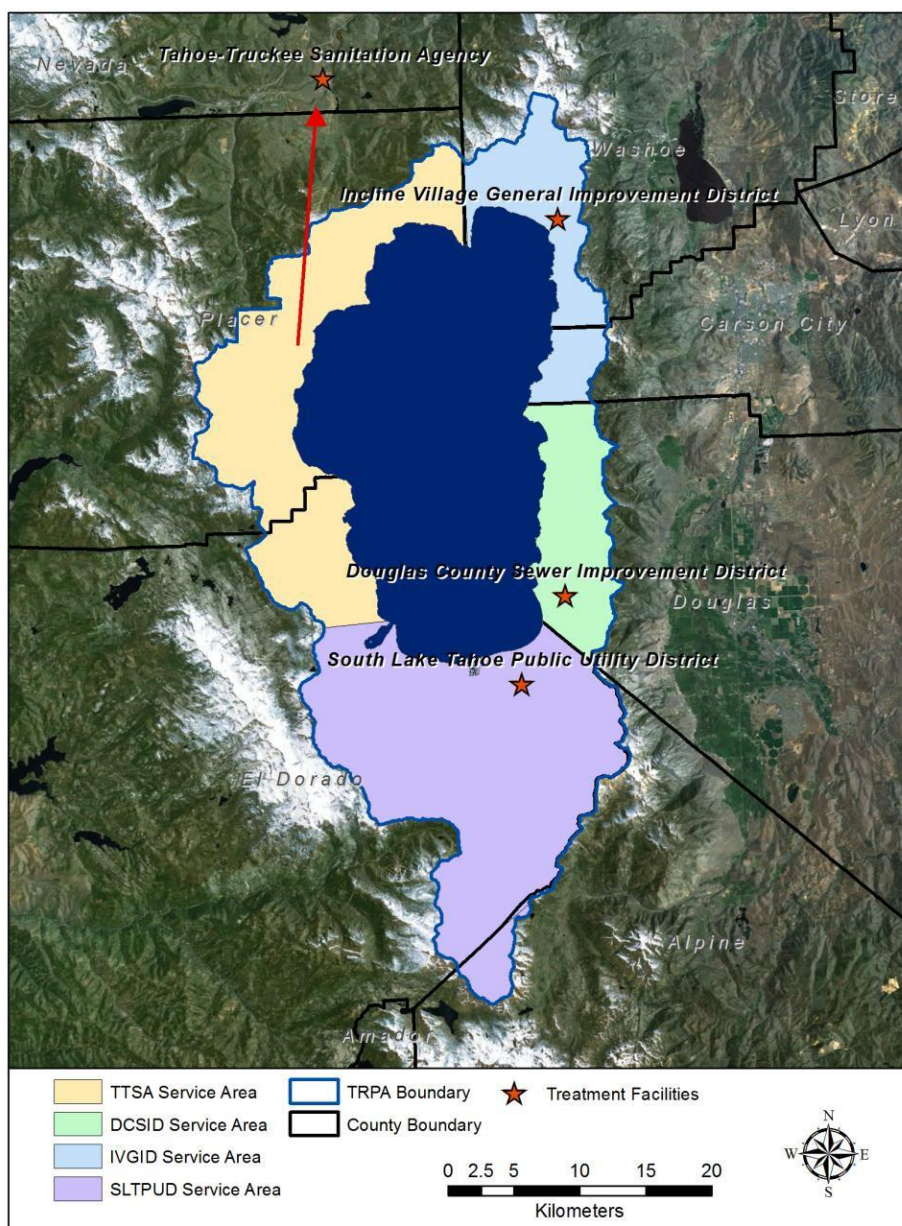 Nevada
Tahoe-Truckee Sanitation Agency
Store
Washoe
Incline Village General Improvement District
Lyon
Placer
Carson City
Douglas County Sewer Improvement District
Douglas
South Lake Tahoe Public Utility District
El Dorado
Alpine
Amador
TTSA Service Area
DCSID Service Area
IVGID Service Area
SLTPUD Service Area
TRPA Boundary
County Boundary
Treatment Facilities
0 2.5 5 10 15 20
Kilometers
N
W E
S